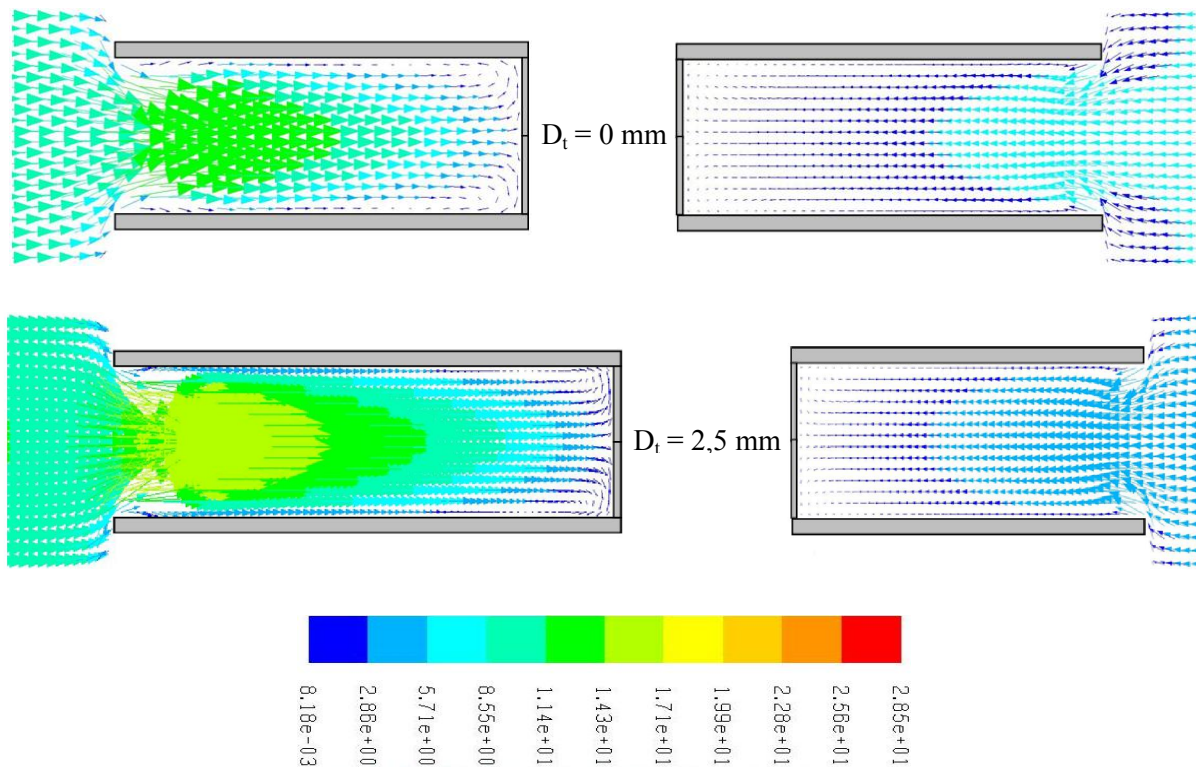 Dₜ = 0 mm
Dₜ = 2,5 mm
8.18e-03
2.86e+00
5.71e+00
8.55e+00
1.14e+01
1.43e+01
1.71e+01
1.99e+01
2.28e+01
2.56e+01
2.85e+01